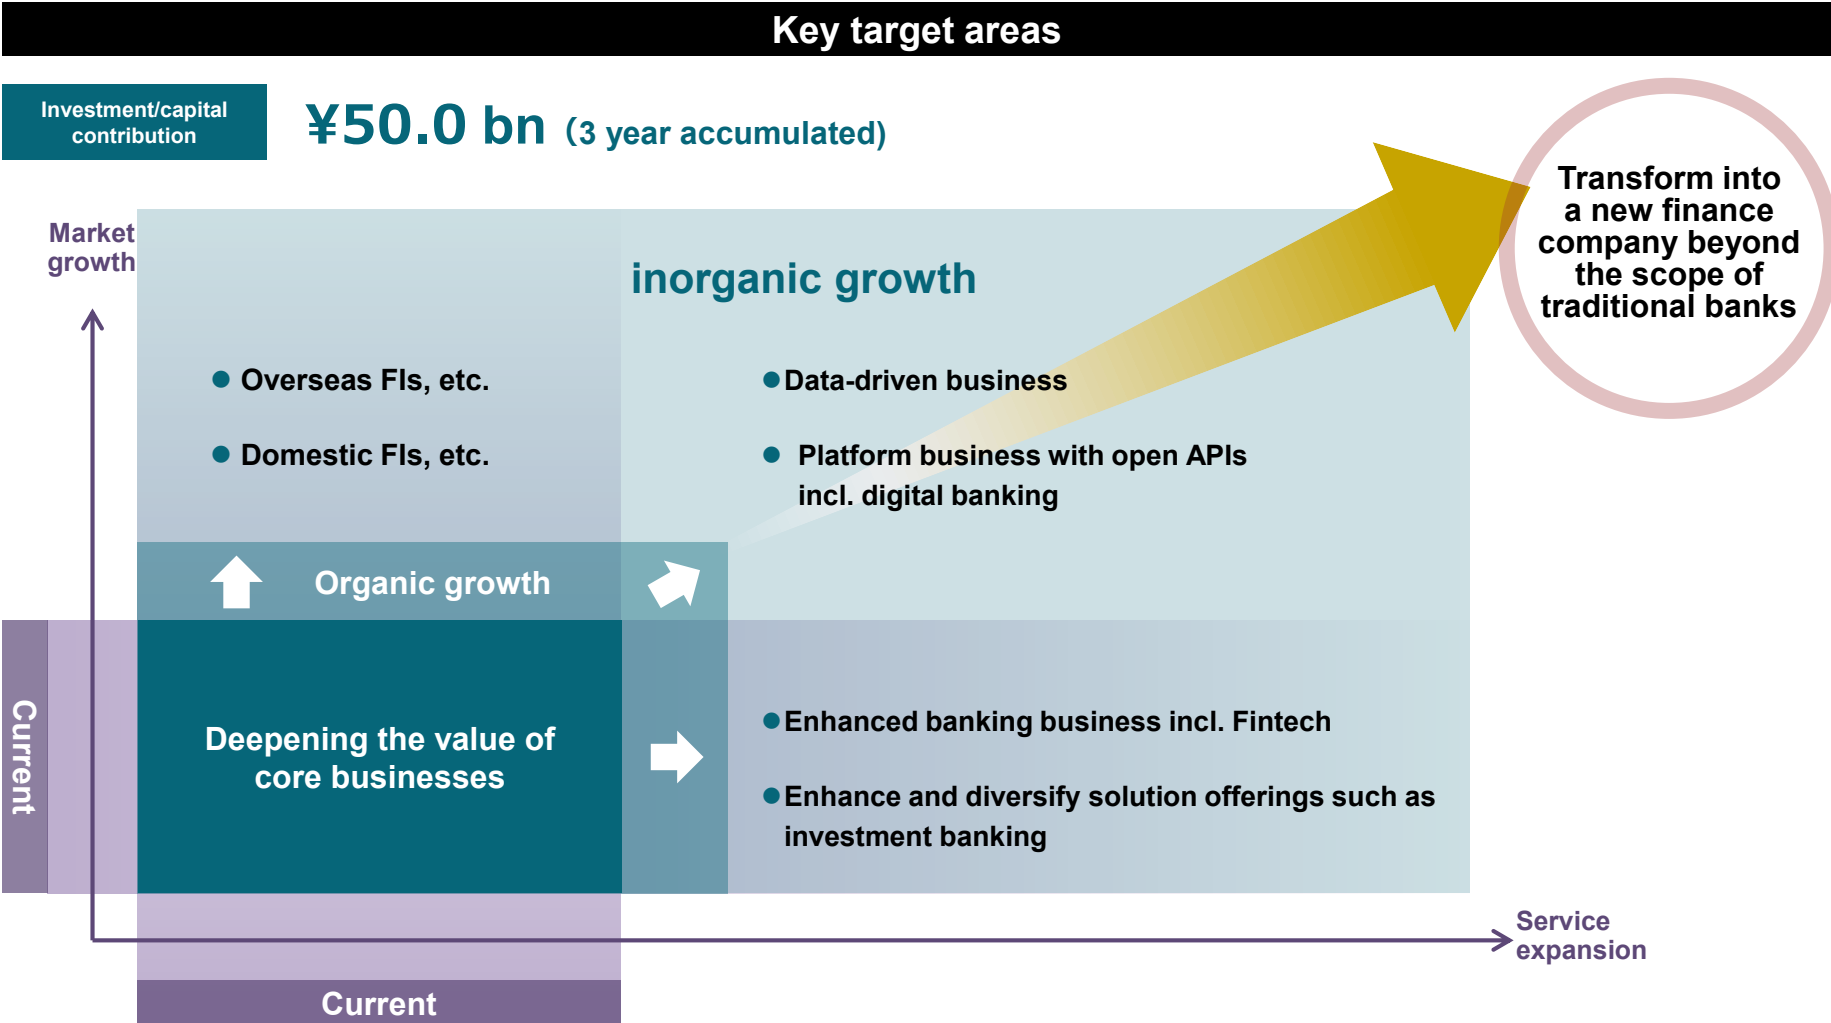 Key target areas
Investment/capital
contribution
¥50.0 bn (3 year accumulated)
Market
growth
inorganic growth
Transform into
a new finance
company beyond
the scope of
traditional banks
Overseas FIs, etc.
Domestic FIs, etc.
Data-driven business
Platform business with open APIs
incl. digital banking
Organic growth
Current
Deepening the value of
core businesses
Enhanced banking business incl. Fintech
Enhance and diversify solution offerings such as
investment banking
Service
expansion
Current